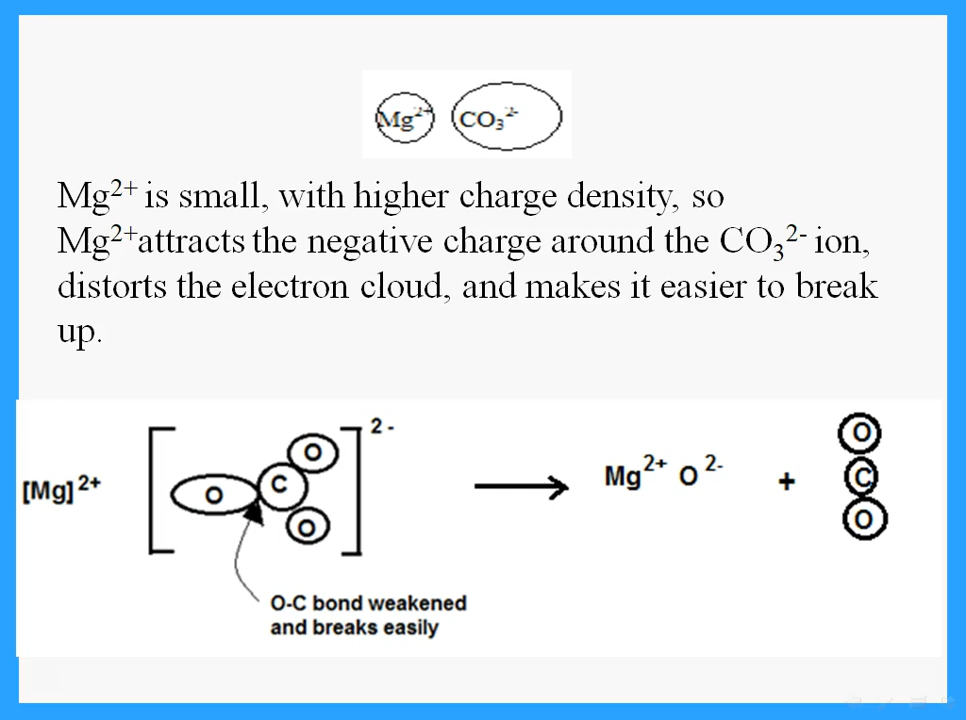 Mg²⁺ CO₃²⁻
Mg²⁺ is small, with higher charge density, so
Mg²⁺attracts the negative charge around the CO₃²⁻ ion,
distorts the electron cloud, and makes it easier to break
up.
[Mg]²⁺ [O C O O]²⁻ Mg²⁺ O²⁻ + O C O
O-C bond weakened
and breaks easily